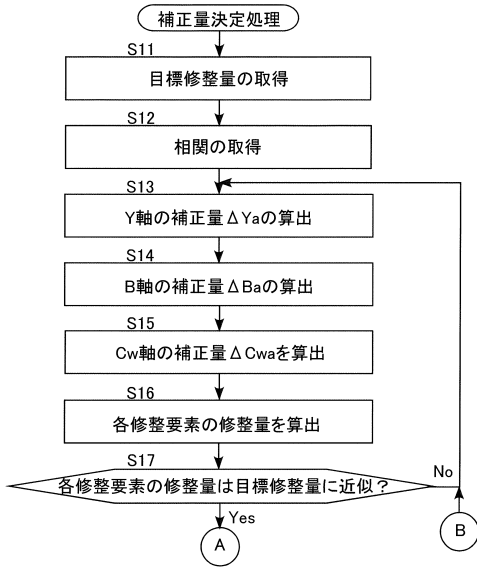 補正量決定処理
S11
目標修整量の取得
S12
相関の取得
S13
Y軸の補正量ΔYaの算出
S14
B軸の補正量ΔBaの算出
S15
Cw軸の補正量ΔCwaを算出
S16
各修整要素の修整量を算出
S17
各修整要素の修整量は目標修整量に近似？
No
Yes
A
B